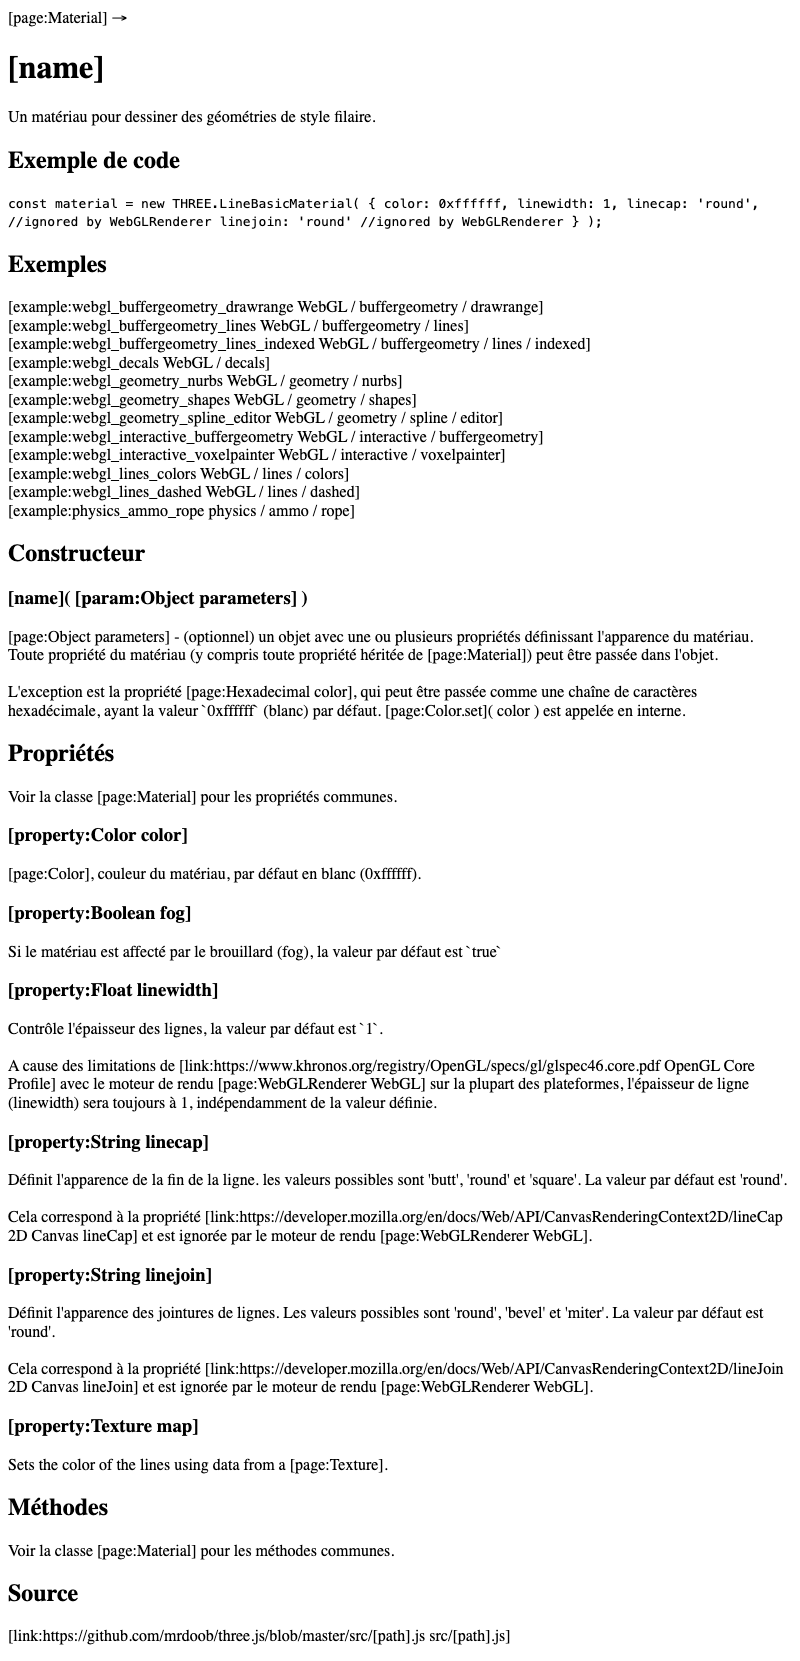 [page:Material] →
[name]
Un matériau pour dessiner des géométries de style filaire.
Exemple de code
const material = new THREE.LineBasicMaterial( { color: 0xffffff, linewidth: 1, linecap: 'round',
//ignored by WebGLRenderer linejoin: 'round' //ignored by WebGLRenderer } );
Exemples
[example:webgl_buffergeometry_drawrange WebGL / buffergeometry / drawrange]
[example:webgl_buffergeometry_lines WebGL / buffergeometry / lines]
[example:webgl_buffergeometry_lines_indexed WebGL / buffergeometry / lines / indexed]
[example:webgl_decals WebGL / decals]
[example:webgl_geometry_nurbs WebGL / geometry / nurbs]
[example:webgl_geometry_shapes WebGL / geometry / shapes]
[example:webgl_geometry_spline_editor WebGL / geometry / spline / editor]
[example:webgl_interactive_buffergeometry WebGL / interactive / buffergeometry]
[example:webgl_interactive_voxelpainter WebGL / interactive / voxelpainter]
[example:webgl_lines_colors WebGL / lines / colors]
[example:webgl_lines_dashed WebGL / lines / dashed]
[example:physics_ammo_rope physics / ammo / rope]
Constructeur
[name]( [param:Object parameters] )
[page:Object parameters] - (optionnel) un objet avec une ou plusieurs propriétés définissant l'apparence du matériau.
Toute propriété du matériau (y compris toute propriété héritée de [page:Material]) peut être passée dans l'objet.
L'exception est la propriété [page:Hexadecimal color], qui peut être passée comme une chaîne de caractères
hexadécimale, ayant la valeur `0xffffff` (blanc) par défaut. [page:Color.set]( color ) est appelée en interne.
Propriétés
Voir la classe [page:Material] pour les propriétés communes.
[property:Color color]
[page:Color], couleur du matériau, par défaut en blanc (0xffffff).
[property:Boolean fog]
Si le matériau est affecté par le brouillard (fog), la valeur par défaut est `true`
[property:Float linewidth]
Contrôle l'épaisseur des lignes, la valeur par défaut est `1`.
A cause des limitations de [link:https://www.khronos.org/registry/OpenGL/specs/gl/glspec46.core.pdf OpenGL Core
Profile] avec le moteur de rendu [page:WebGLRenderer WebGL] sur la plupart des plateformes, l'épaisseur de ligne
(linewidth) sera toujours à 1, indépendamment de la valeur définie.
[property:String linecap]
Définit l'apparence de la fin de la ligne. les valeurs possibles sont 'butt', 'round' et 'square'. La valeur par défaut est 'round'.
Cela correspond à la propriété [link:https://developer.mozilla.org/en/docs/Web/API/CanvasRenderingContext2D/lineCap
2D Canvas lineCap] et est ignorée par le moteur de rendu [page:WebGLRenderer WebGL].
[property:String linejoin]
Définit l'apparence des jointures de lignes. Les valeurs possibles sont 'round', 'bevel' et 'miter'. La valeur par défaut est
'round'.
Cela correspond à la propriété [link:https://developer.mozilla.org/en/docs/Web/API/CanvasRenderingContext2D/lineJoin
2D Canvas lineJoin] et est ignorée par le moteur de rendu [page:WebGLRenderer WebGL].
[property:Texture map]
Sets the color of the lines using data from a [page:Texture].
Méthodes
Voir la classe [page:Material] pour les méthodes communes.
Source
[link:https://github.com/mrdoob/three.js/blob/master/src/[path].js src/[path].js]